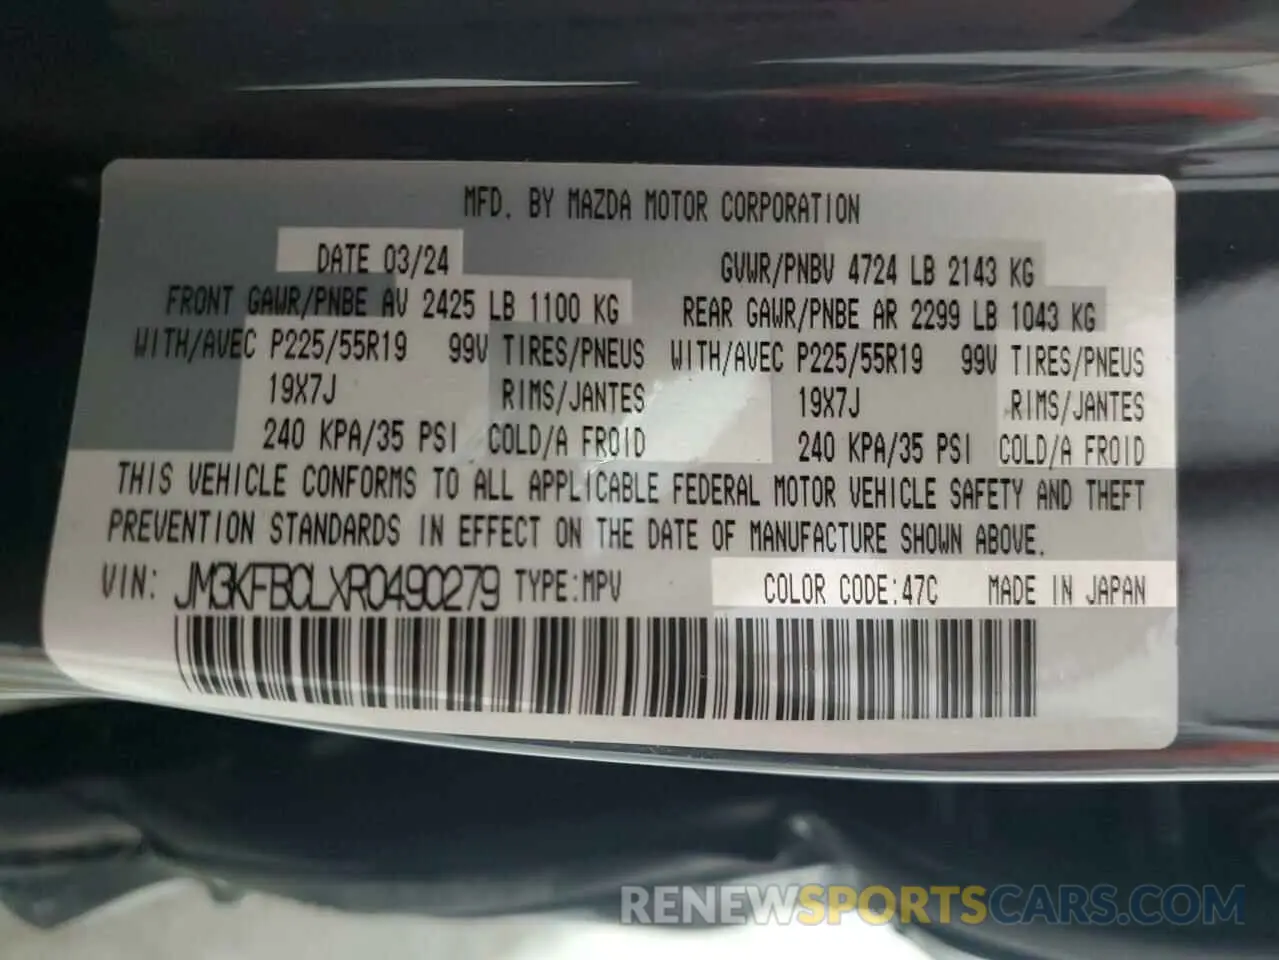 MFD. BY MAZDA MOTOR CORPORATION
DATE 03/24 GVWR/PNBV 4724 LB 2143 KG
FRONT GAWR/PNBE AV 2425 LB 1100 KG REAR GAWR/PNBE AR 2299 LB 1043 KG
WITH/AVEC P225/55R19 99V TIRES/PNEUS WITH/AVEC P225/55R19 99V TIRES/PNEUS
19X7J RIMS/JANTES 19X7J RIMS/JANTES
240 KPA/35 PSI COLD/A FROID 240 KPA/35 PSI COLD/A FROID
THIS VEHICLE CONFORMS TO ALL APPLICABLE FEDERAL MOTOR VEHICLE SAFETY AND THEFT
PREVENTION STANDARDS IN EFFECT ON THE DATE OF MANUFACTURE SHOWN ABOVE.
VIN: JM3KFBCLXR0490279 TYPE:MPV COLOR CODE:47C MADE IN JAPAN
RENEWSPORTSCARS.COM